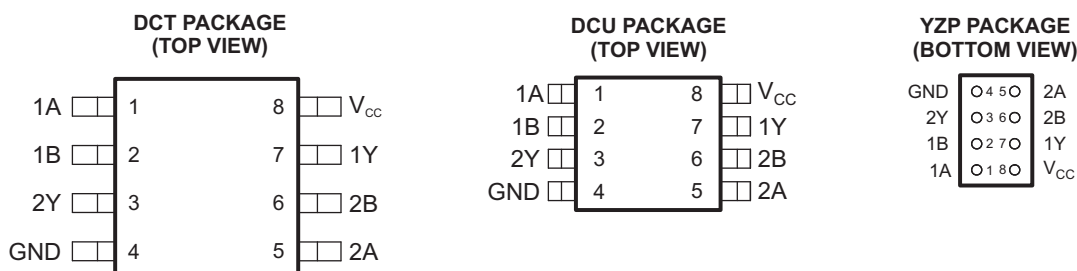 DCT PACKAGE
(TOP VIEW)
1A 1 8 VCC
1B 2 7 1Y
2Y 3 6 2B
GND 4 5 2A
DCU PACKAGE
(TOP VIEW)
1A 1 8 VCC
1B 2 7 1Y
2Y 3 6 2B
GND 4 5 2A
YZP PACKAGE
(BOTTOM VIEW)
GND 4 5 2A
2Y 3 6 2B
1B 2 7 1Y
1A 1 8 VCC